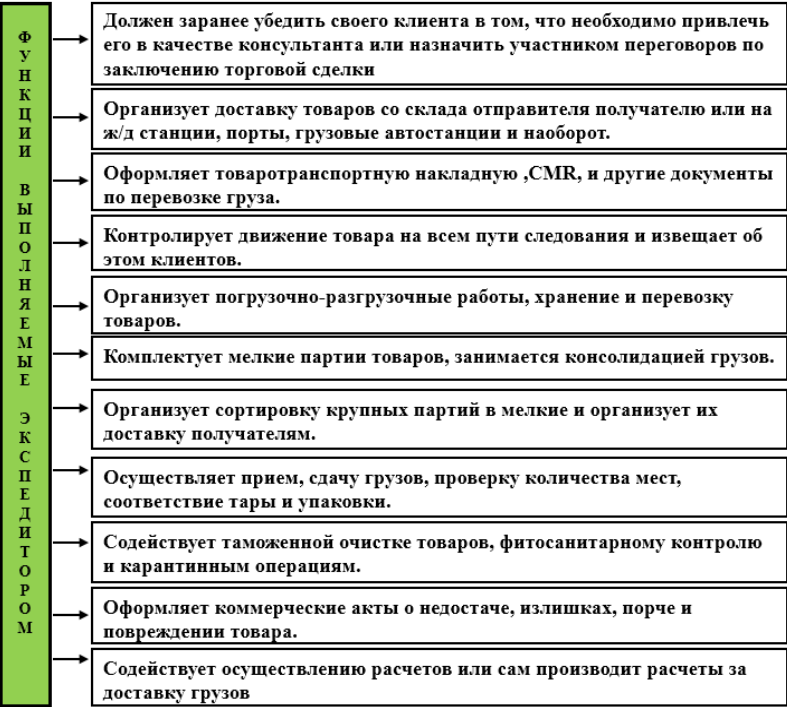 ФУНКЦИИ ВЫПОЛНЯЕМЫЕ ЭКСПЕДИТОРОМ
Должен заранее убедить своего клиента в том, что необходимо привлечь
его в качестве консультанта или назначить участником переговоров по
заключению торговой сделки
Организует доставку товаров со склада отправителя получателю или на
ж/д станции, порты, грузовые автостанции и наоборот.
Оформляет товаротранспортную накладную ,CMR, и другие документы
по перевозке груза.
Контролирует движение товара на всем пути следования и извещает об
этом клиентов.
Организует погрузочно-разгрузочные работы, хранение и перевозку
товаров.
Комплектует мелкие партии товаров, занимается консолидацией грузов.
Организует сортировку крупных партий в мелкие и организует их
доставку получателям.
Осуществляет прием, сдачу грузов, проверку количества мест,
соответствие тары и упаковки.
Содействует таможенной очистке товаров, фитосанитарному контролю
и карантинным операциям.
Оформляет коммерческие акты о недостаче, излишках, порче и
повреждении товара.
Содействует осуществлению расчетов или сам производит расчеты за
доставку грузов